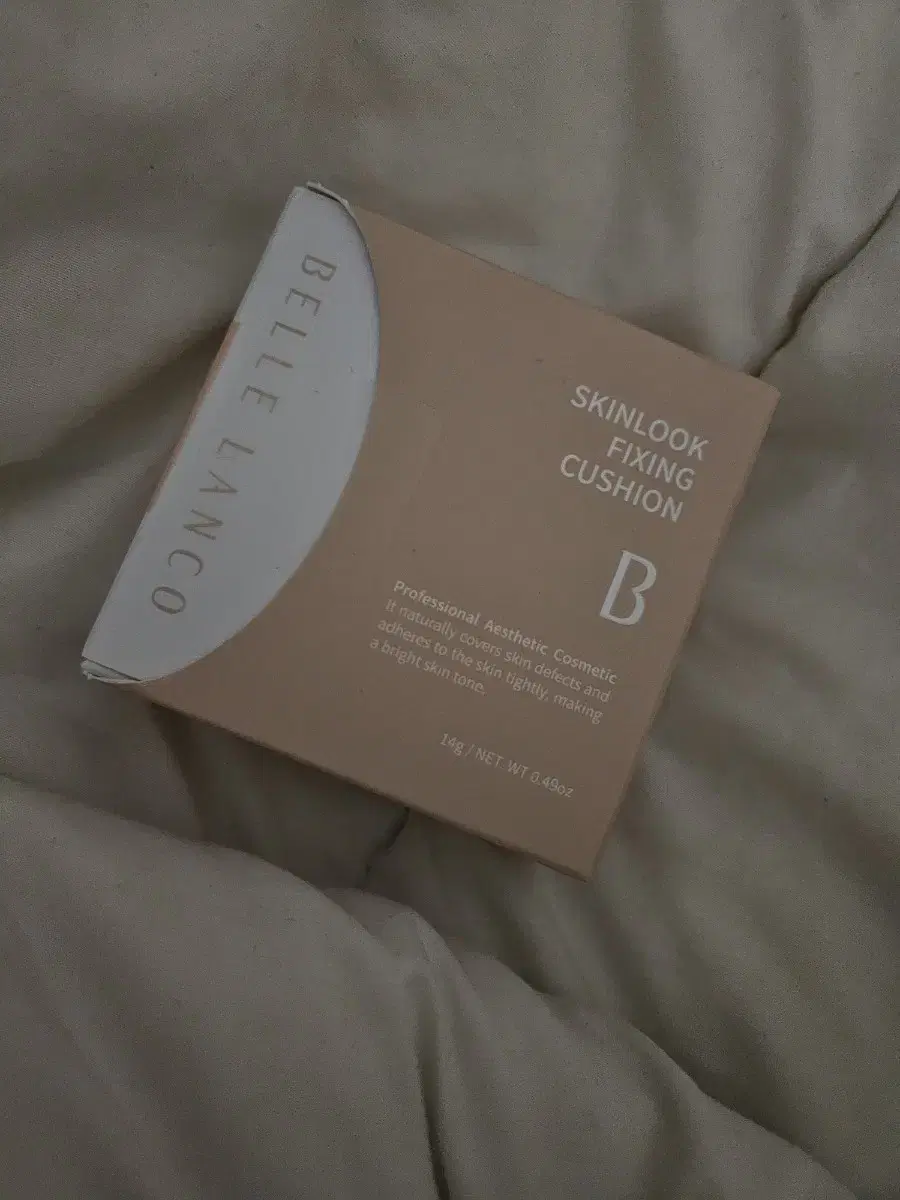 BELLE LANCO
SKINLOOK
FIXING
CUSHION
B
Professional Aesthetic Cosmetic
It naturally covers skin defects and
adheres to the skin tightly, making
a bright skin tone.
14g / NET WT 0.49oz